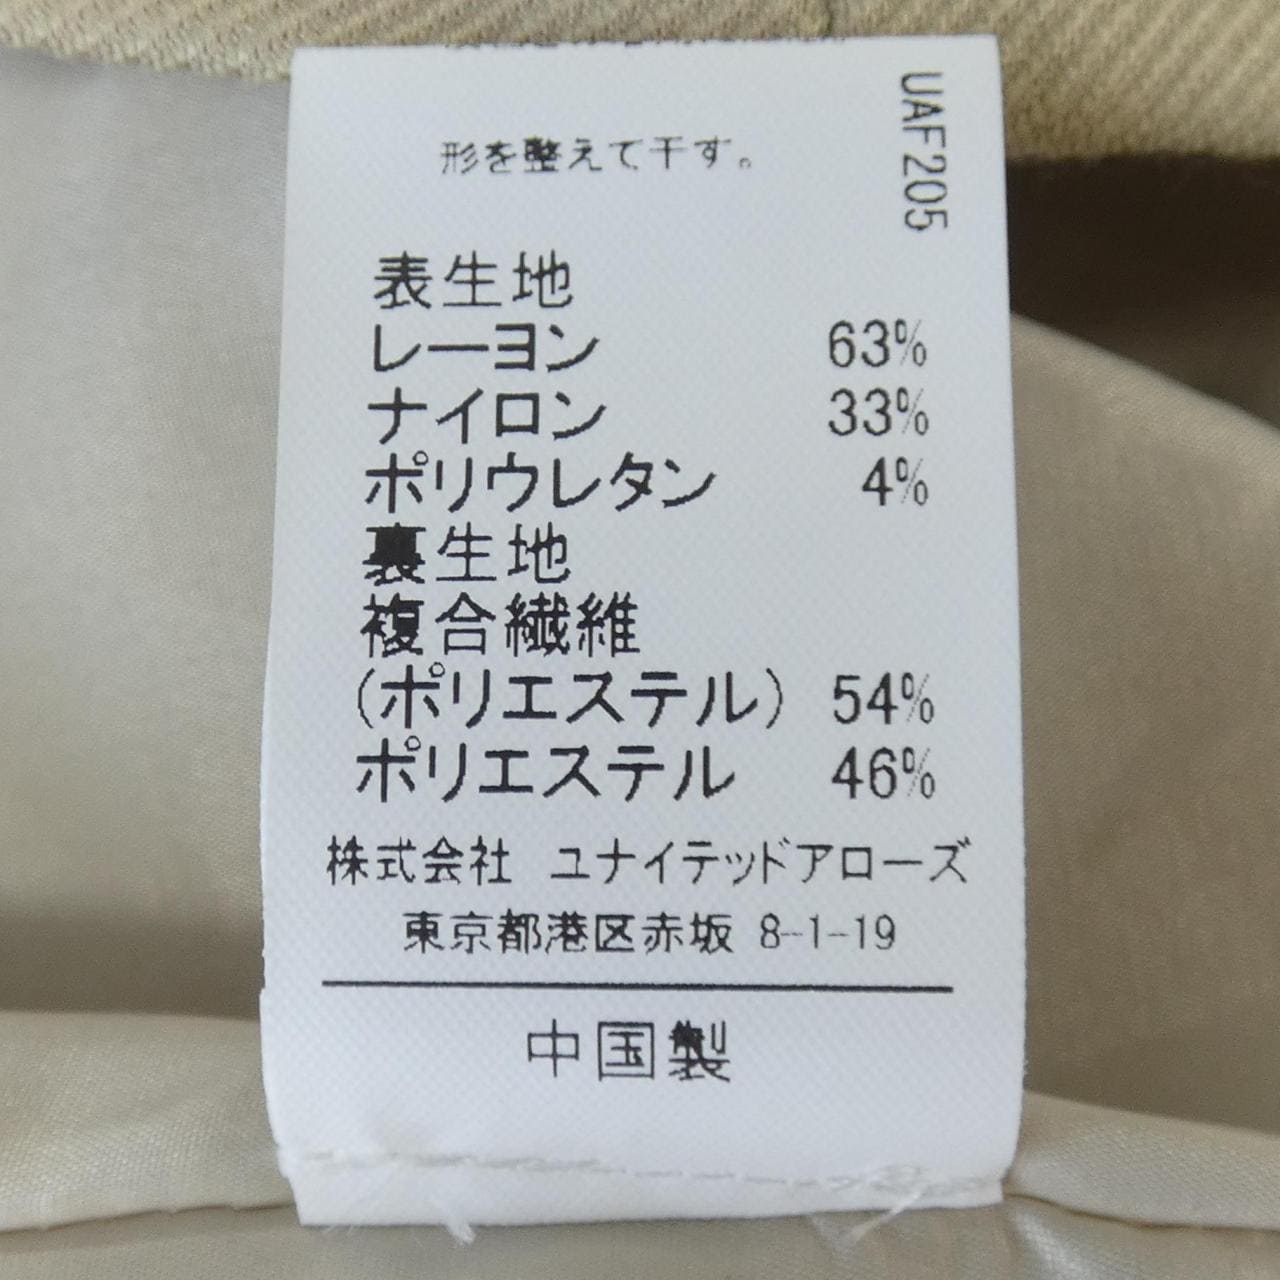 形を整えて干す。
UAF205
表生地
レーヨン 63%
ナイロン 33%
ポリウレタン 4%
裏生地
複合繊維
(ポリエステル) 54%
ポリエステル 46%
株式会社 ユナイテッドアローズ
東京都港区赤坂 8-1-19
中国製